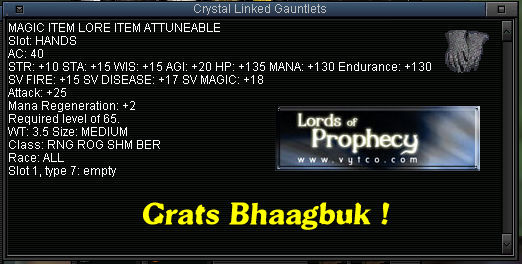 Crystal Linked Gauntlets
MAGIC ITEM LORE ITEM ATTUNEABLE
Slot: HANDS
AC: 40
STR: +10 STA: +15 WIS: +15 AGI: +20 HP: +135 MANA: +130 Endurance: +130
SV FIRE: +15 SV DISEASE: +17 SV MAGIC: +18
Attack: +25
Mana Regeneration: +2
Required level of 65.
WT: 3.5 Size: MEDIUM
Class: RNG ROG SHM BER
Race: ALL
Slot 1, type 7: empty
Lords of
Prophecy
www.vytco.com
Grats Bhaagbuk !